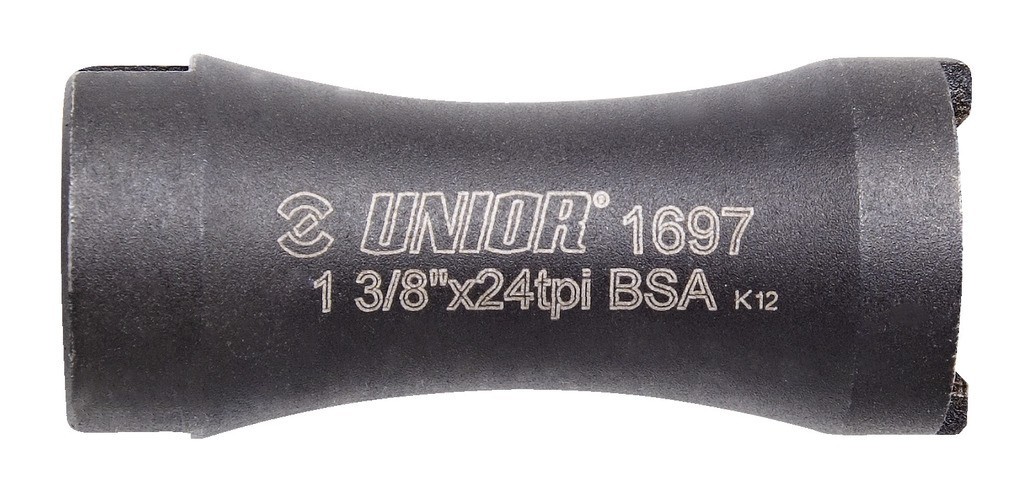 UNIOR® 1697
1 3/8"x24tpi BSA K12